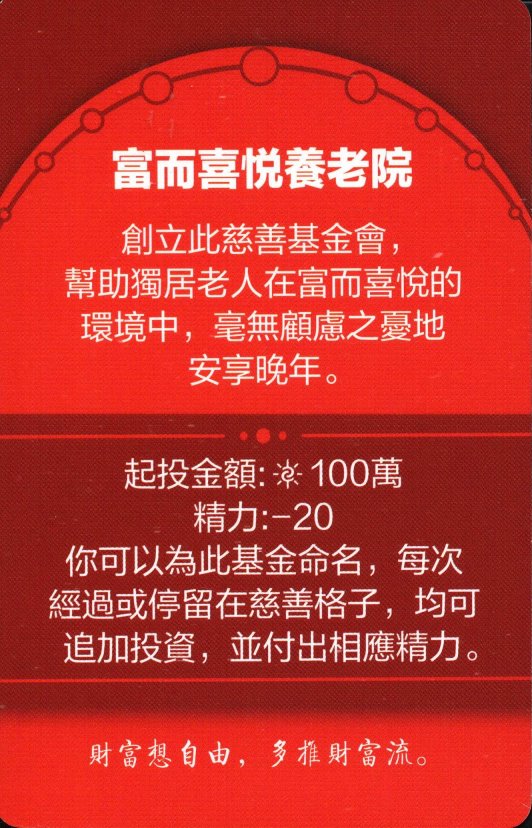 富而喜悅養老院
創立此慈善基金會，
幫助獨居老人在富而喜悅的
環境中，毫無顧慮之憂地
安享晚年。
起投金額: 100萬
精力:-20
你可以為此基金命名，每次
經過或停留在慈善格子，均可
追加投資，並付出相應精力。
財富想自由，多推財富流。